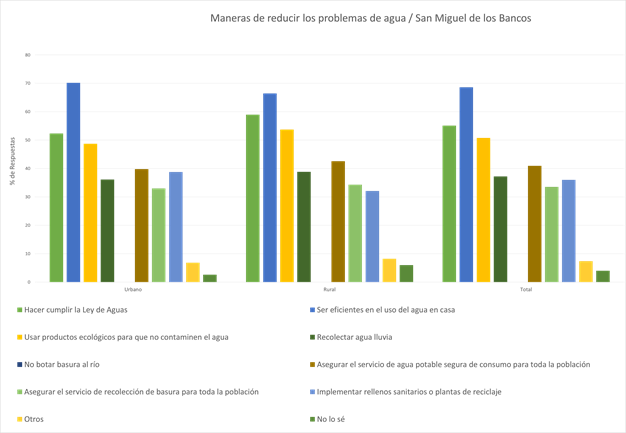 Maneras de reducir los problemas de agua / San Miguel de los Bancos
80
70
60
50
40
30
20
10
0
% de Respuestas
Urbano
Rural
Total
Hacer cumplir la Ley de Aguas
Ser eficientes en el uso del agua en casa
Usar productos ecológicos para que no contaminen el agua
Recolectar agua lluvia
No botar basura al río
Asegurar el servicio de agua potable segura de consumo para toda la población
Asegurar el servicio de recolección de basura para toda la población
Implementar rellenos sanitarios o plantas de reciclaje
Otros
No lo sé